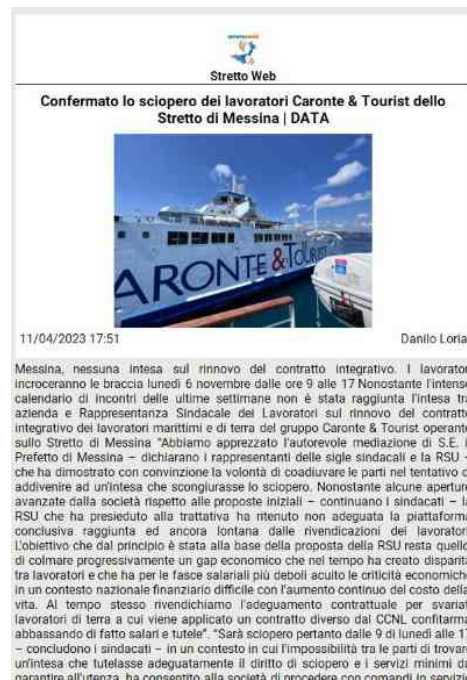 Stretto Web
Confermato lo sciopero dei lavoratori Caronte & Tourist dello
Stretto di Messina | DATA
ARONTE & TOURIST
11/04/2023 17:51
Danilo Loria
Messina, nessuna intesa sul rinnovo del contratto integrativo. I lavorator
incroceranno le braccia lunedì 6 novembre dalle ore 9 alle 17 Nonostante l'intenso
calendario di incontri delle ultime settimane non è stata raggiunta l'intesa tra
azienda e Rappresentanza Sindacale dei Lavoratori sul rinnovo del contratto
integrativo dei lavoratori marittimi e di terra del gruppo Caronte & Tourist operante
sullo Stretto di Messina "Abbiamo apprezzato l'autorevole mediazione di S.E. i
Prefetto di Messina – dichiarano i rappresentanti delle sigle sindacali e la RSU –
che ha dimostrato con convinzione la volontà di coadiuvare le parti nel tentativo d
addivenire ad un'intesa che scongiurasse lo sciopero. Nonostante alcune aperture
avanzate dalla società rispetto alle proposte iniziali – continuano i sindacati – la
RSU che ha presieduto alla trattativa ha ritenuto non adeguata la piattaforma
conclusiva raggiunta ed ancora lontana dalle rivendicazioni dei lavorator
L'obiettivo che dal principio è stata alla base della proposta della RSU resta quello
di colmare progressivamente un gap economico che nel tempo ha creato disparità
tra lavoratori e che ha per le fasce salariali più deboli acuito le criticità economiche
in un contesto nazionale finanziario difficile con l'aumento continuo del costo della
vita. Al tempo stesso rivendichiamo l'adeguamento contrattuale per svariat
lavoratori di terra a cui viene applicato un contratto diverso dal CCNL confitarma
abbassando di fatto salari e tutele". "Sarà sciopero pertanto dalle 9 di lunedì alle 17
– concludono i sindacati – in un contesto in cui l'impossibilità tra le parti di trovare
un'intesa che tutelasse adeguatamente il diritto di sciopero e i servizi minimi da
garantire all'utenza, ha consentito alla società di procedere con comandi in servizio